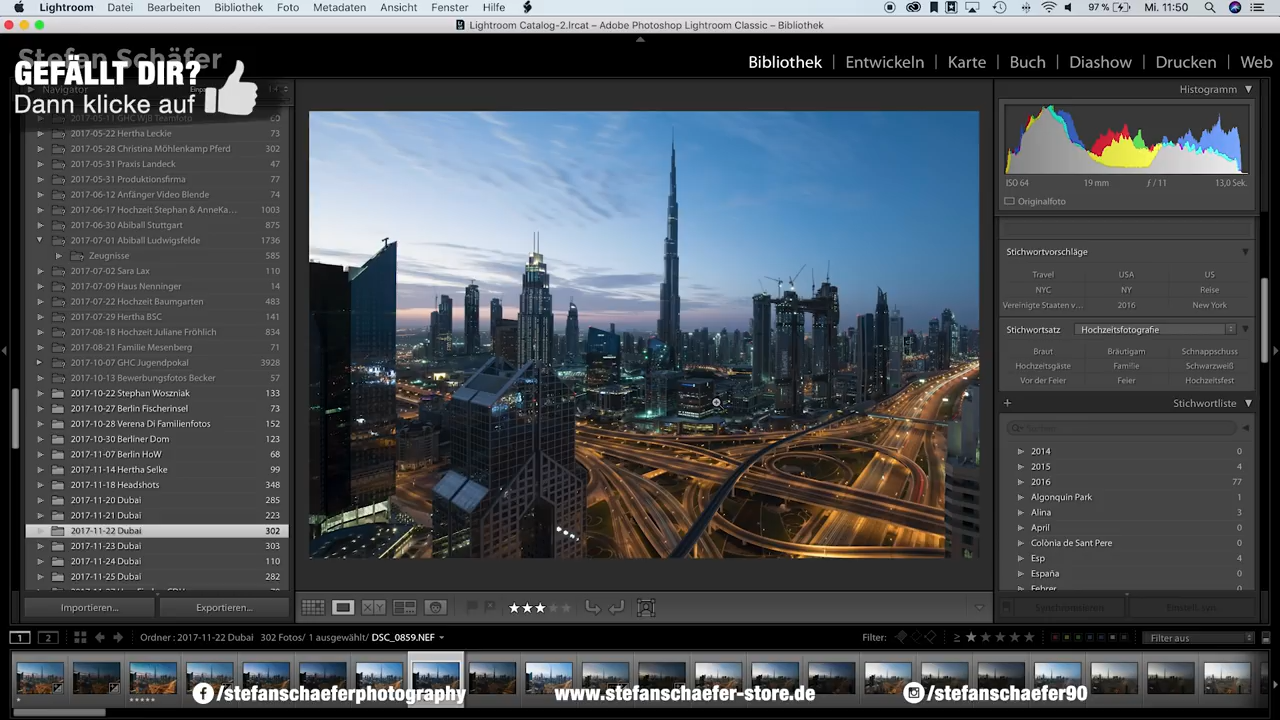 Lightroom Datei Bearbeiten Bibliothek Foto Metadaten Ansicht Fenster Hilfe 97 % Mi. 11:50
Lightroom Catalog-2.lrcat – Adobe Photoshop Lightroom Classic – Bibliothek
Stefan Schäfer
GEFÄLLT DIR?
Dann klicke auf
Navigator
Bibliothek Entwickeln Karte Buch Diashow Drucken Web
2017-05-11 GHC WjB Teamfoto 60
2017-05-22 Hertha Leckie 73
2017-05-28 Christina Möhlenkamp Pferd 302
2017-05-31 Praxis Landeck 47
2017-05-31 Produktionsfirma 77
2017-06-12 Anfänger Video Blende 74
2017-06-17 Hochzeit Stephan & AnneKa... 1003
2017-06-30 Abiball Stuttgart 875
2017-07-01 Abiball Ludwigsfelde 1736
Zeugnisse 585
2017-07-02 Sara Lax 110
2017-07-09 Haus Nenninger 14
2017-07-22 Hochzeit Baumgarten 483
2017-07-29 Hertha BSC 141
2017-08-18 Hochzeit Juliane Fröhlich 834
2017-08-21 Familie Mesenberg 71
2017-10-07 GHC Jugendpokal 3928
2017-10-13 Bewerbungsfotos Becker 57
2017-10-22 Stephan Woszniak 133
2017-10-27 Berlin Fischerinsel 108
2017-10-28 Verena Di Familienfotos 152
2017-10-30 Berliner Dom 123
2017-11-07 Berlin HoW 68
2017-11-14 Hertha Selke 99
2017-11-18 Headshots 348
2017-11-20 Dubai 285
2017-11-21 Dubai 223
2017-11-22 Dubai 302
2017-11-23 Dubai 303
2017-11-24 Dubai 110
2017-11-25 Dubai 282
Importieren... Exportieren...
Histogramm
ISO 64 19 mm ƒ / 11 13,0 Sek.
Originalfoto
Stichwortvorschläge
Travel USA US
NYC NY Reise
Vereinigte Staaten v... 2016 New York
Stichwortsatz Hochzeitsfotografie
Braut Bräutigam Schnappschuss
Hochzeitsgäste Familie Schwarzweiß
Vor der Feier Feier Hochzeitsfest
Stichwortliste
Suchen
2014 0
2015 4
2016 77
Algonquin Park 1
Alina 3
April 0
Colònia de Sant Pere 0
Esp 4
España 0
Febrer 0
Synchronisieren
XY
1 2 Ordner : 2017-11-22 Dubai 302 Fotos/ 1 ausgewählt/ DSC_0859.NEF Filter: Filter aus
/stefanschaeferphotography www.stefanschaefer-store.de /stefanschaefer90